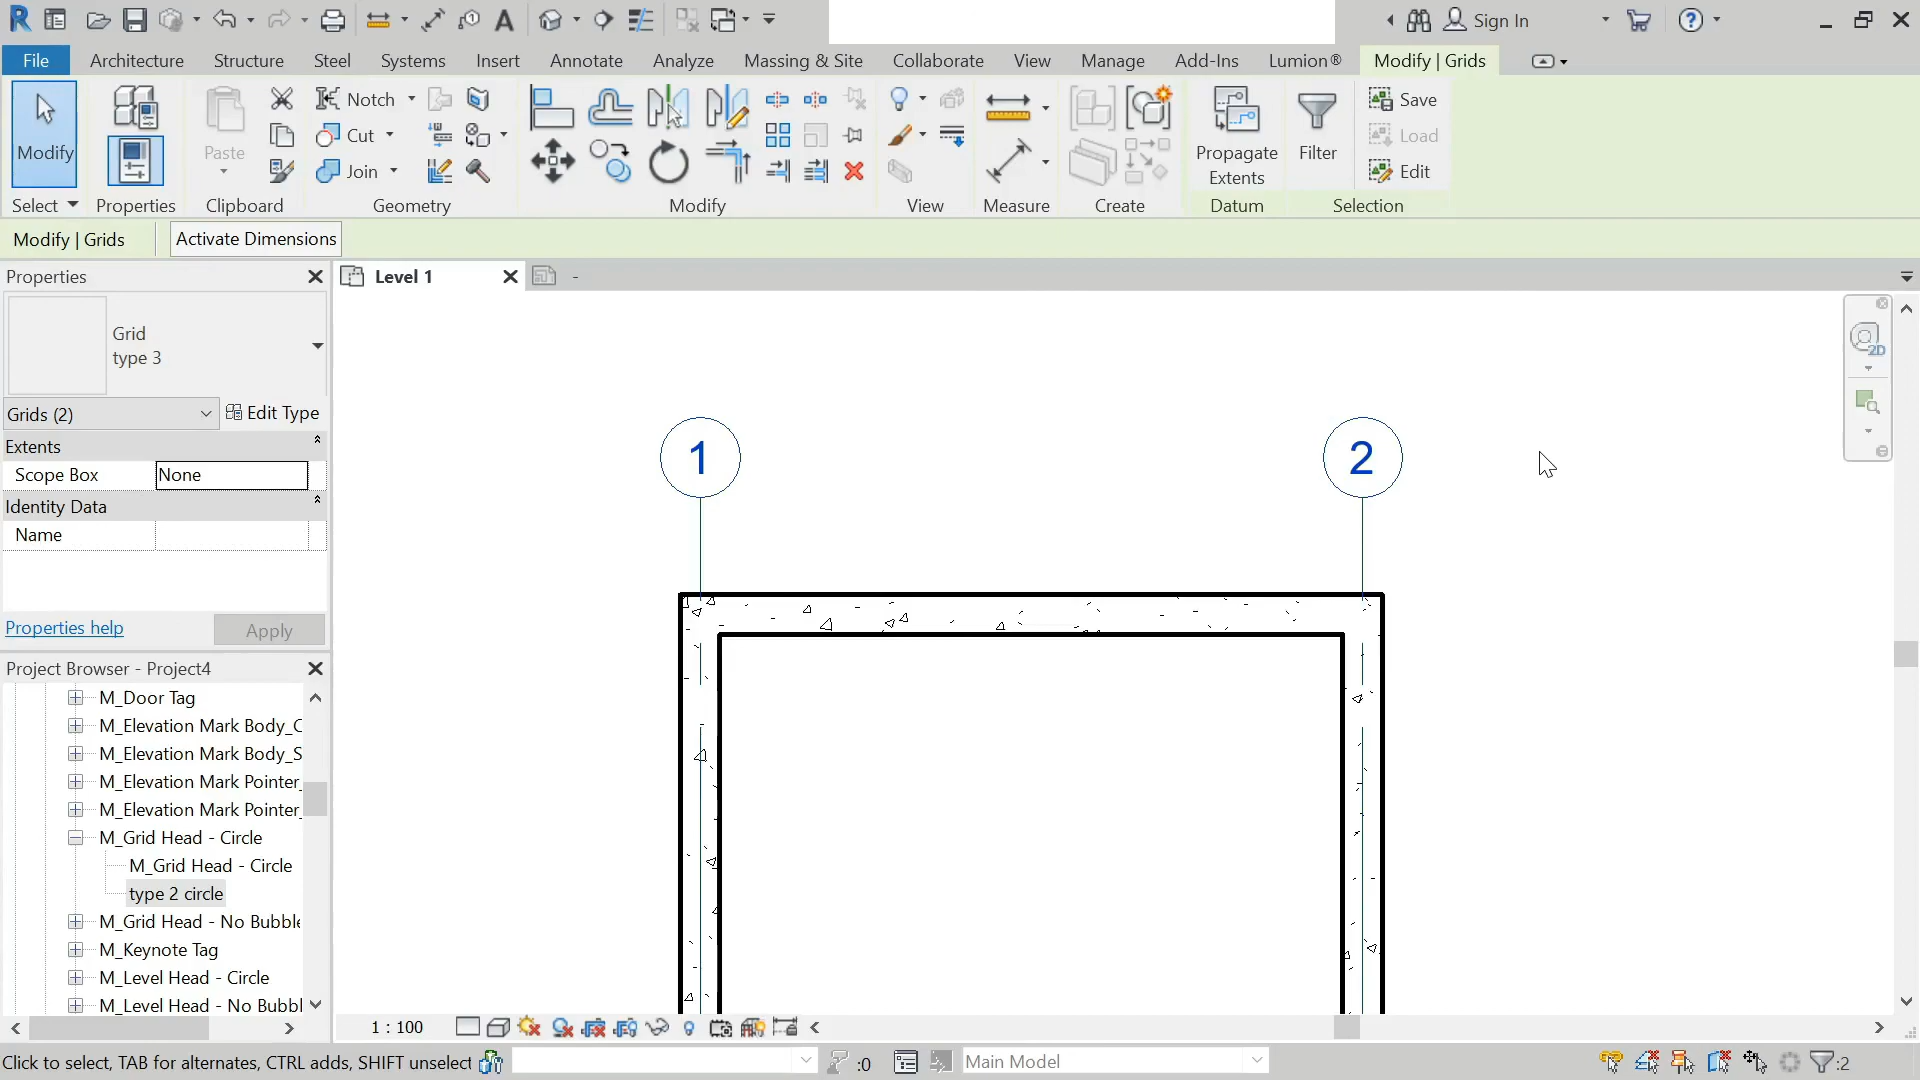 Sign In
File Architecture Structure Steel Systems Insert Annotate Analyze Massing & Site Collaborate View Manage Add-Ins Lumion® Modify | Grids
Modify
Paste
Notch
Cut
Join
Propagate
Extents
Filter
Save
Load
Edit
Select Properties Clipboard Geometry Modify View Measure Create Datum Selection
Modify | Grids Activate Dimensions
Properties
Level 1
-
Grid
type 3
Grids (2)
Edit Type
Extents
Scope Box None
Identity Data
Name
Properties help
Apply
1
2
Project Browser - Project4
M_Door Tag
M_Elevation Mark Body_C
M_Elevation Mark Body_S
M_Elevation Mark Pointer_
M_Elevation Mark Pointer_
M_Grid Head - Circle
M_Grid Head - Circle
type 2 circle
M_Grid Head - No Bubble
M_Keynote Tag
M_Level Head - Circle
M_Level Head - No Bubbl
1 : 100
Click to select, TAB for alternates, CTRL adds, SHIFT unselect
:0
Main Model
:2
2D